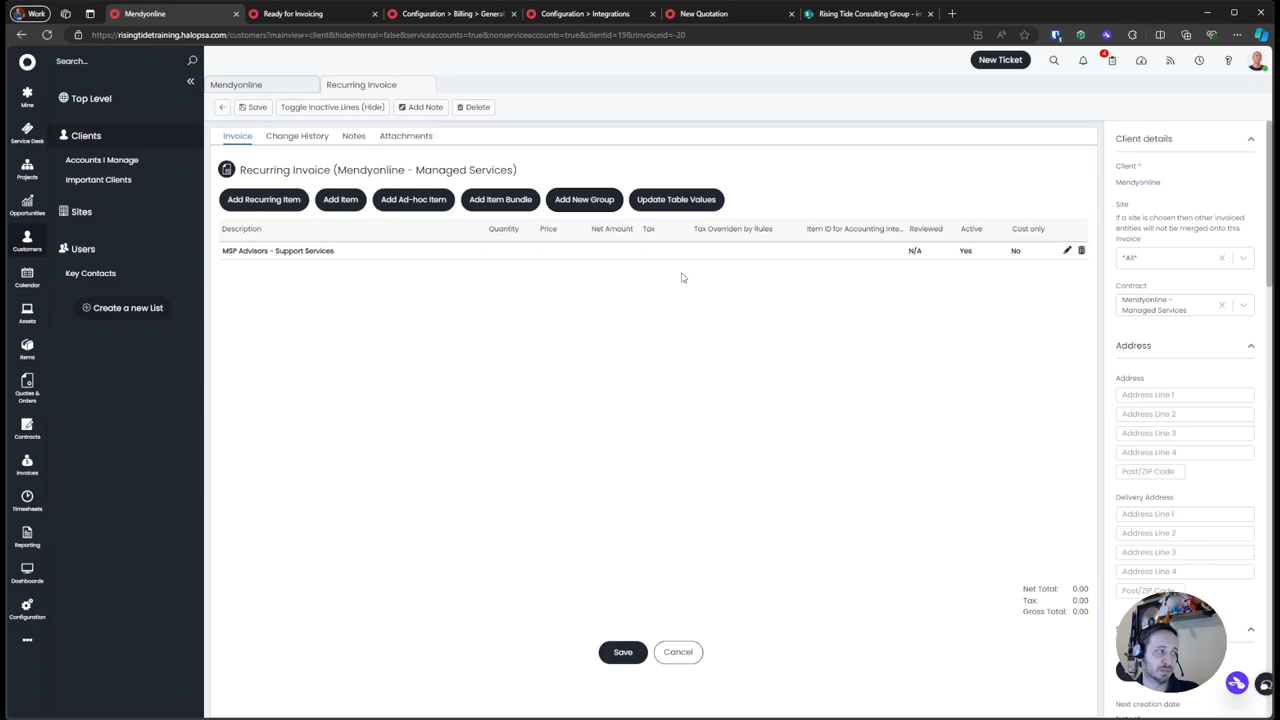 Work
Mendyonline
Ready for Invoicing
Configuration > Billing > General
Configuration > Integrations
New Quotation
Rising Tide Consulting Group - in
https://risingtidetraining.halopsa.com/customers?mainview=client&hideinternal=false&serviceaccounts=true&nonserviceaccounts=true&clientid=19&rinvoiceid=-20
Search...
New Ticket
4
Mine
Service Desk
Projects
Opportunities
Customers
Calendar
Assets
Items
Quotes &
Orders
Contracts
Invoices
Timesheets
Reporting
Dashboards
Configuration
Top Level
Clients
Accounts I Manage
Important Clients
Sites
Users
Key Contacts
Create a new List
Mendyonline
Recurring Invoice
Save
Toggle Inactive Lines (Hide)
Add Note
Delete
Invoice
Change History
Notes
Attachments
Recurring Invoice (Mendyonline - Managed Services)
Add Recurring Item
Add Item
Add Ad-hoc Item
Add Item Bundle
Add New Group
Update Table Values
Description Quantity Price Net Amount Tax Tax Overriden by Rules Item ID for Accounting Inte... Reviewed Active Cost only
MSP Advisors - Support Services N/A Yes No
Net Total: 0.00
Tax: 0.00
Gross Total: 0.00
Save
Cancel
Client details
Client *
Mendyonline
Site
If a site is chosen then other invoiced
entities will not be merged onto this
invoice
*All*
Contract
Mendyonline -
Managed Services
Address
Address
Address Line 1
Address Line 2
Address Line 3
Address Line 4
Post/ZIP Code
Delivery Address
Address Line 1
Address Line 2
Address Line 3
Address Line 4
Post/ZIP Code
Next creation date